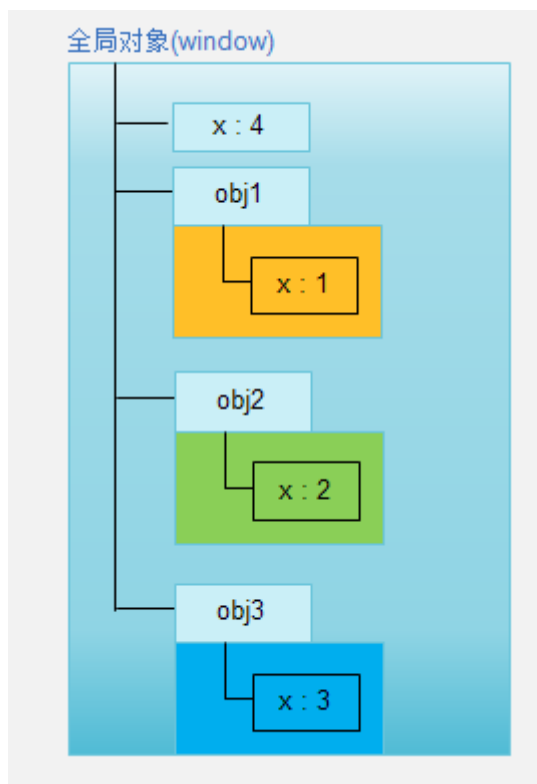 全局对象(window)
x : 4
obj1
x : 1
obj2
x : 2
obj3
x : 3